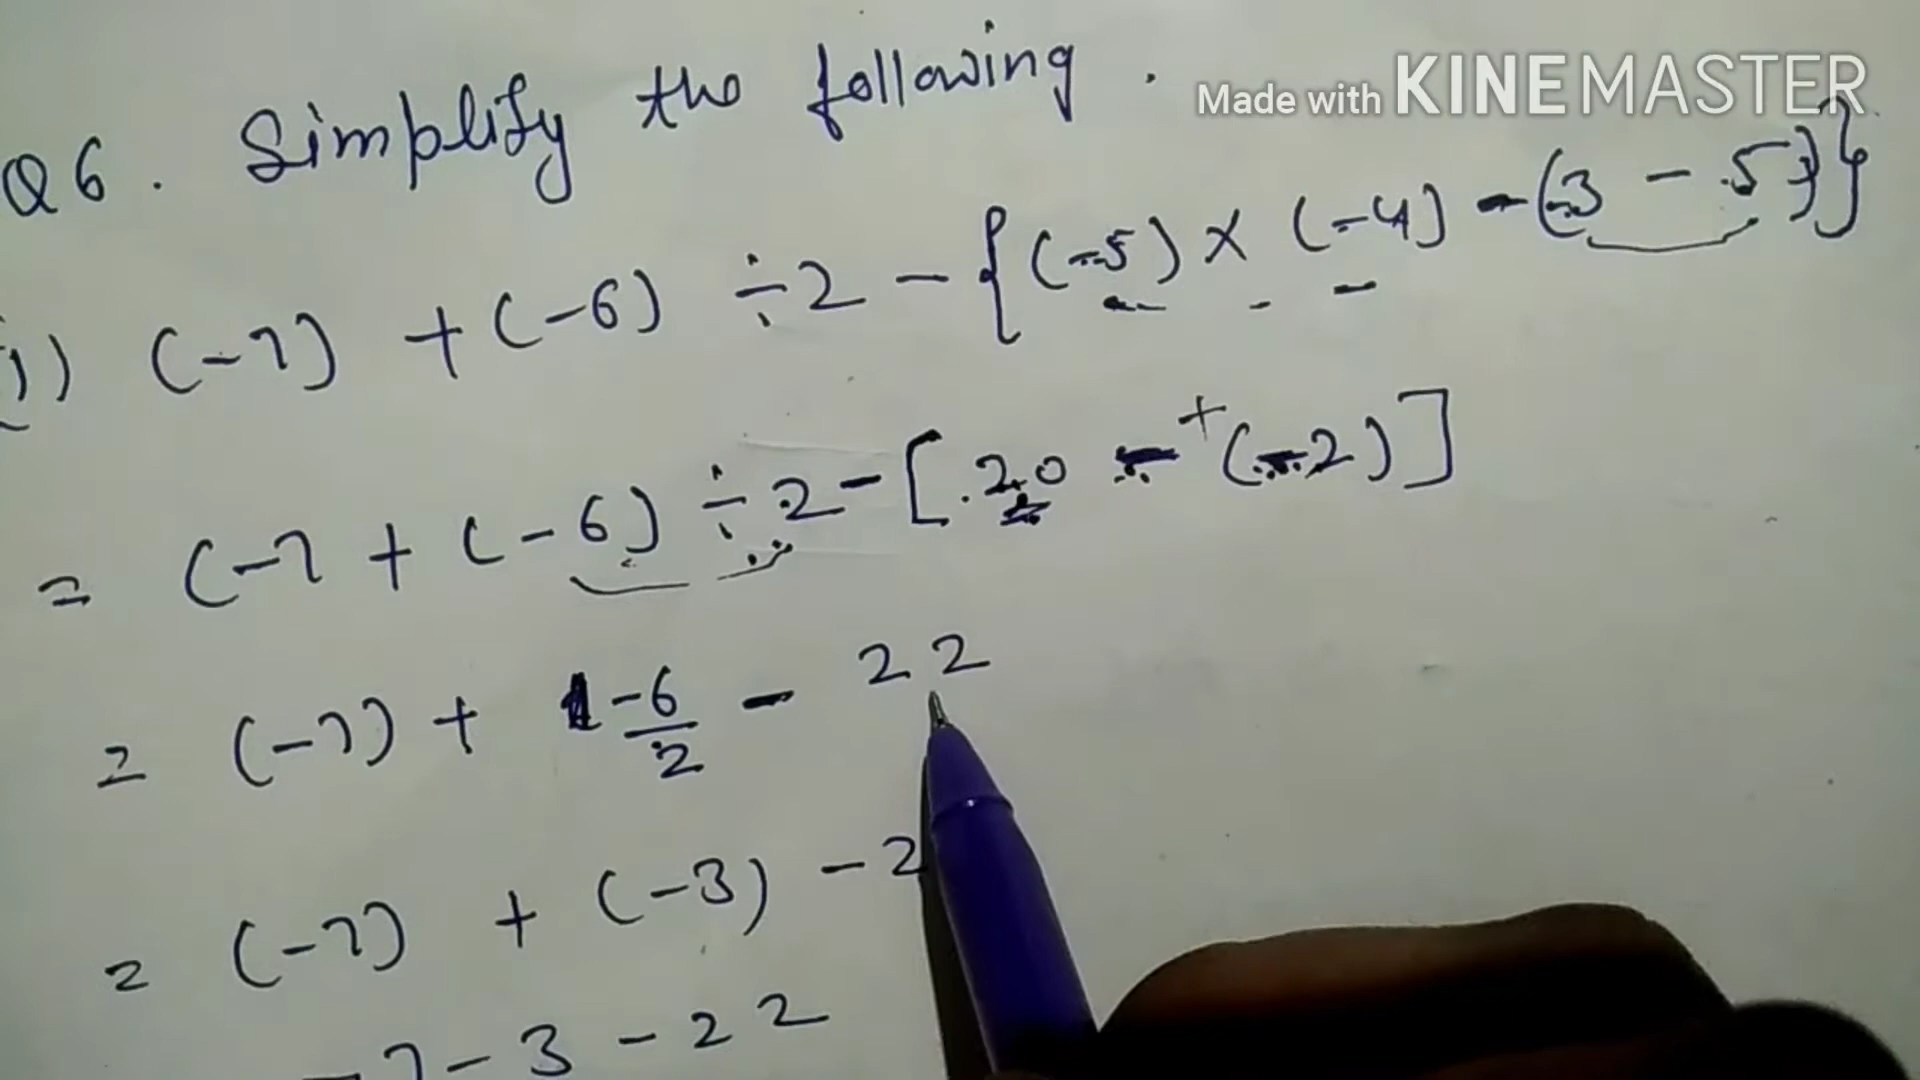 Made with KINEMASTER
Q6. Simplify the following.
(i) (-7) + (-6) ÷ 2 - {(-5) × (-4) - (3 - 5)}
= (-7 + (-6) ÷ 2 - [20 - + (-2)]
= (-7) + -6/2 - 22
= (-7) + (-3) - 2
-7 - 3 - 22